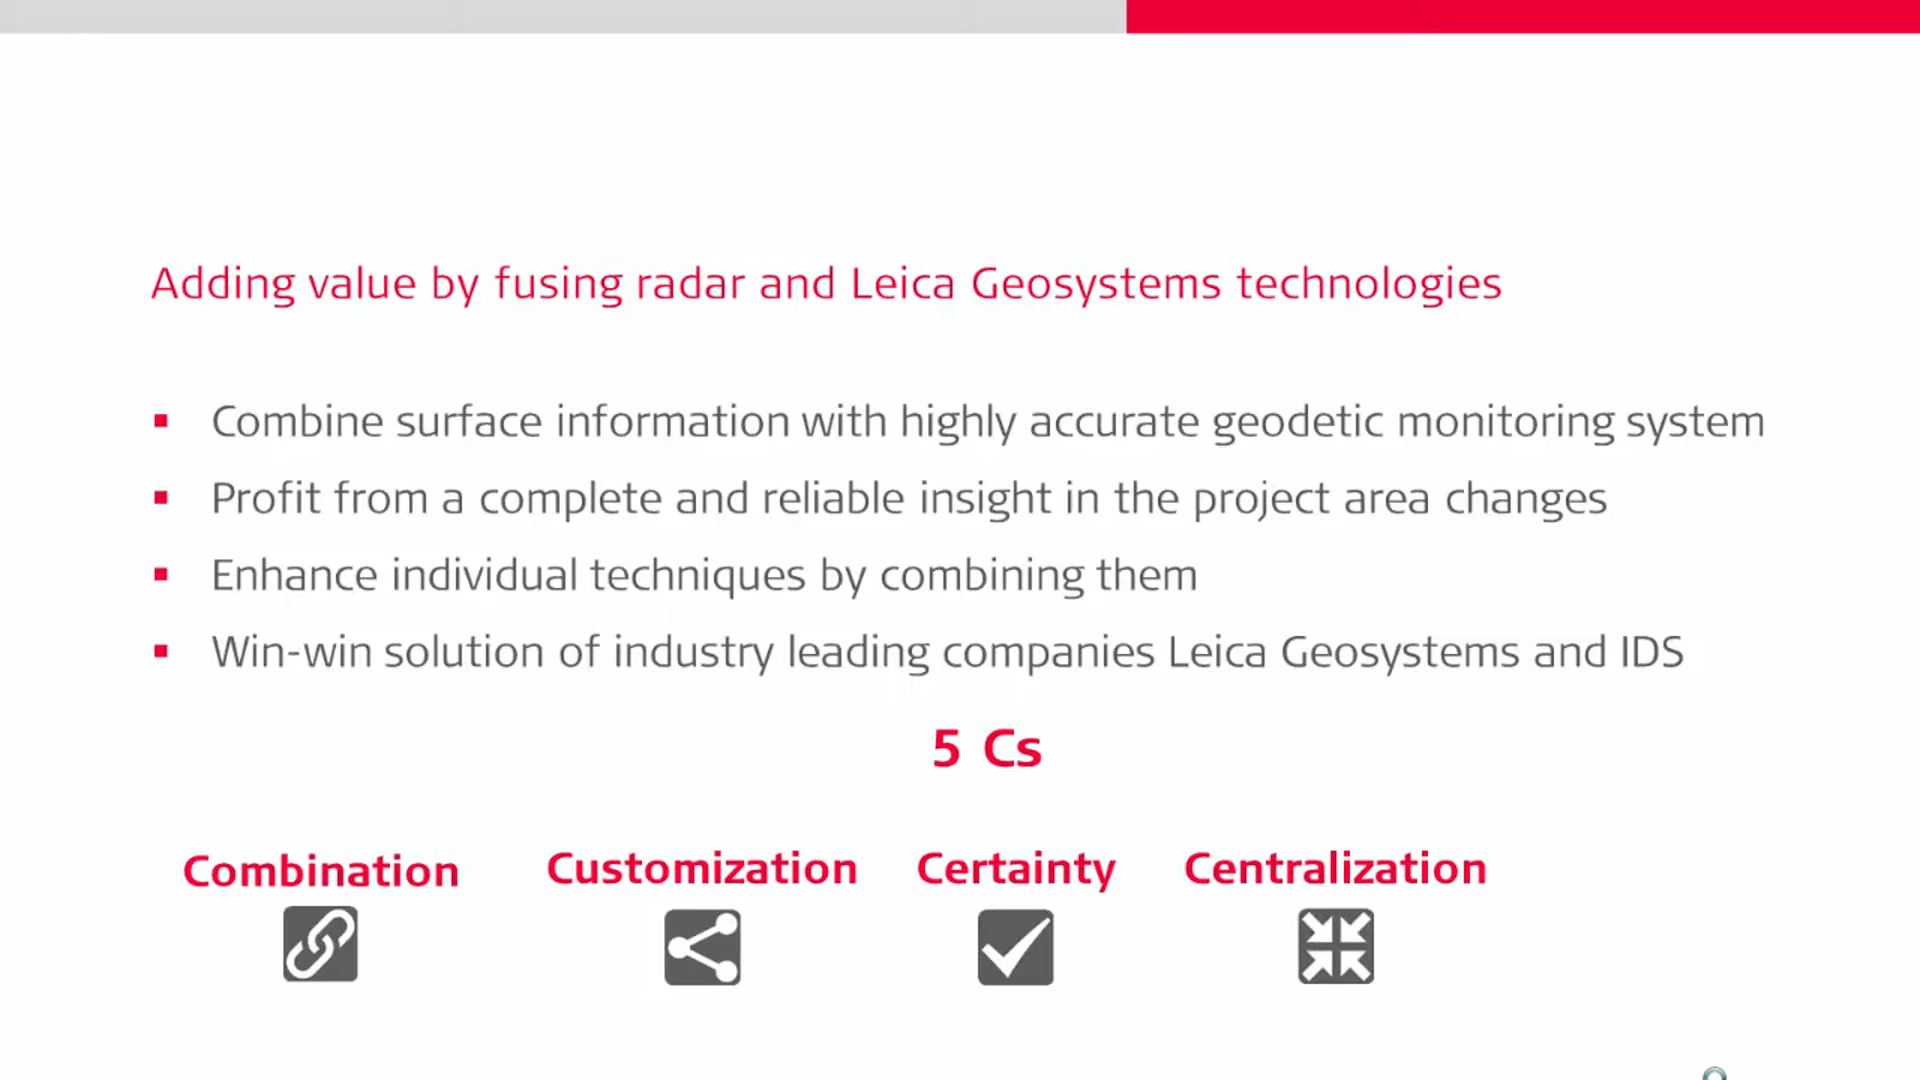 Adding value by fusing radar and Leica Geosystems technologies
Combine surface information with highly accurate geodetic monitoring system
Profit from a complete and reliable insight in the project area changes
Enhance individual techniques by combining them
Win-win solution of industry leading companies Leica Geosystems and IDS
5 Cs
Combination Customization Certainty Centralization